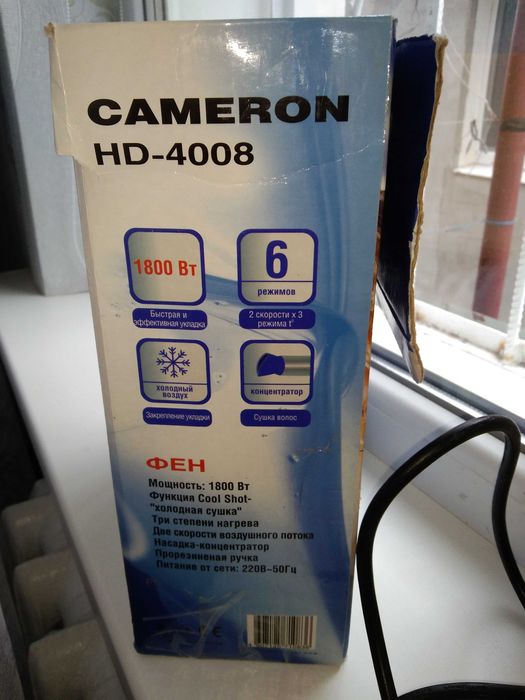 CAMERON
HD-4008
1800 Вт
Быстрая и
эффективная укладка
6
режимов
2 скорости х 3
режима t°
холодный
воздух
Закрепление укладки
концентратор
Сушка волос
ФЕН
Мощность: 1800 Вт
Функция Cool Shot-
"холодная сушка"
Три степени нагрева
Две скорости воздушного потока
Насадка-концентратор
Прорезиненая ручка
Питание от сети: 220В~50Гц